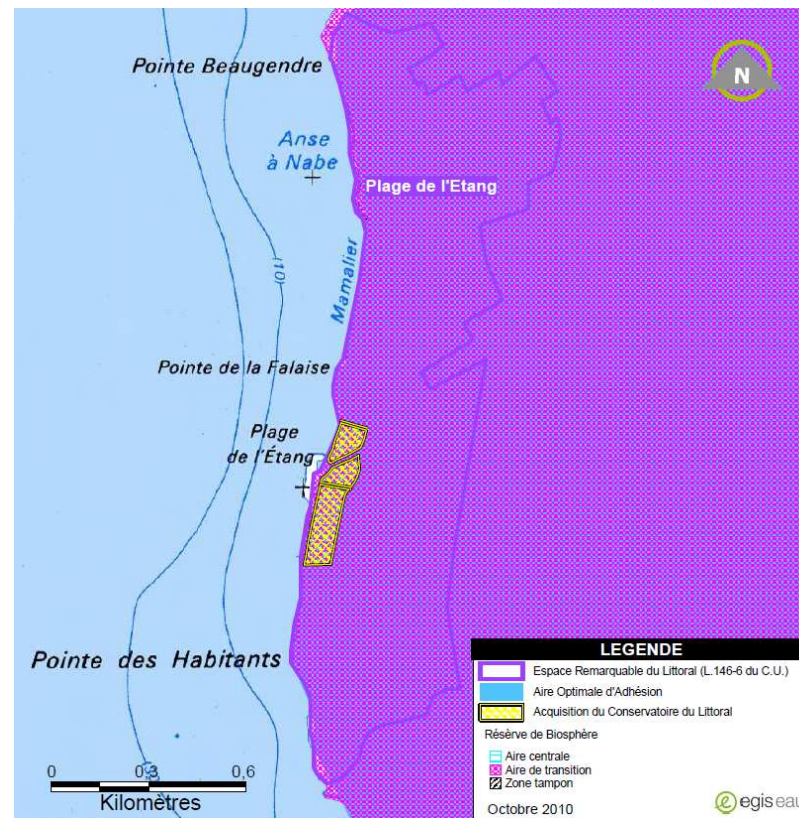 Pointe Beaugendre
N
Anse
à Nabe
Plage de l'Etang
(10)
Mamalier
Pointe de la Falaise
Plage
de l'Étang
Pointe des Habitants
0 0,3 0,6
Kilomètres
LEGENDE
Espace Remarquable du Littoral (L.146-6 du C.U.)
Aire Optimale d'Adhésion
Acquisition du Conservatoire du Littoral
Résèrve de Biosphère
Aire centrale
Aire de transition
Zone tampon
Octobre 2010
egis eau